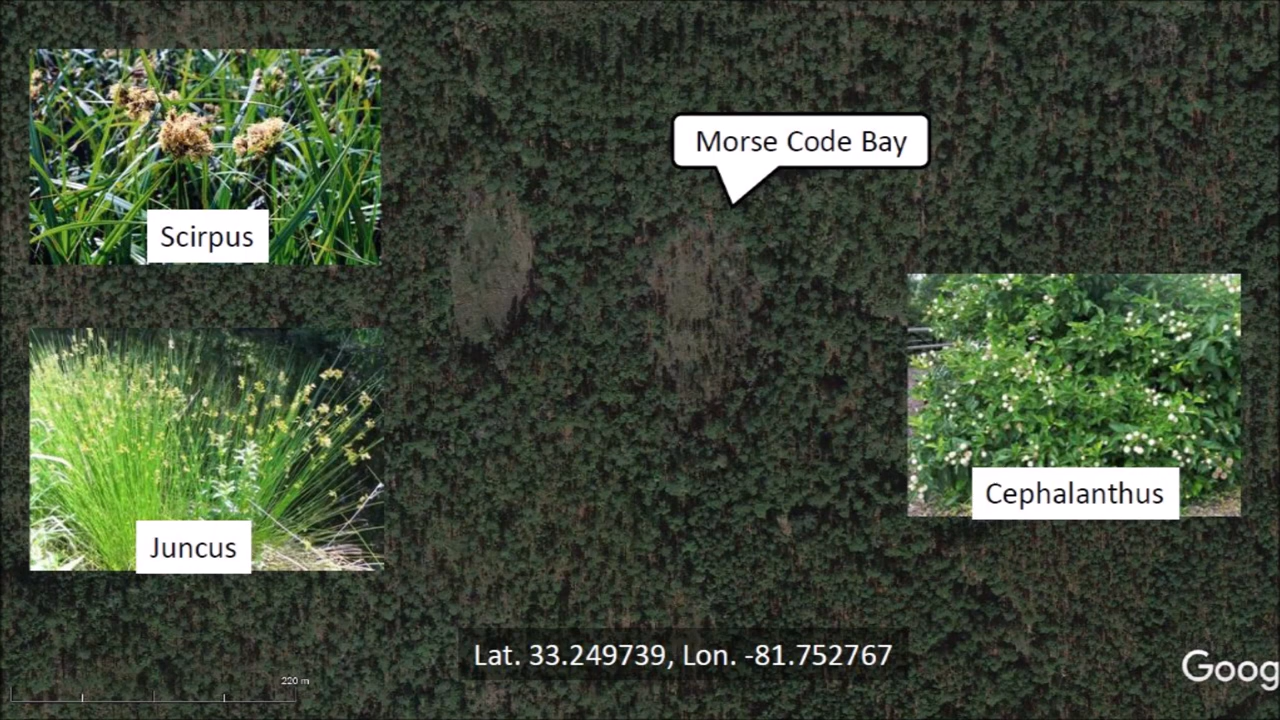 Morse Code Bay
Scirpus
Cephalanthus
Juncus
Lat. 33.249739, Lon. -81.752767
Goog
220 m